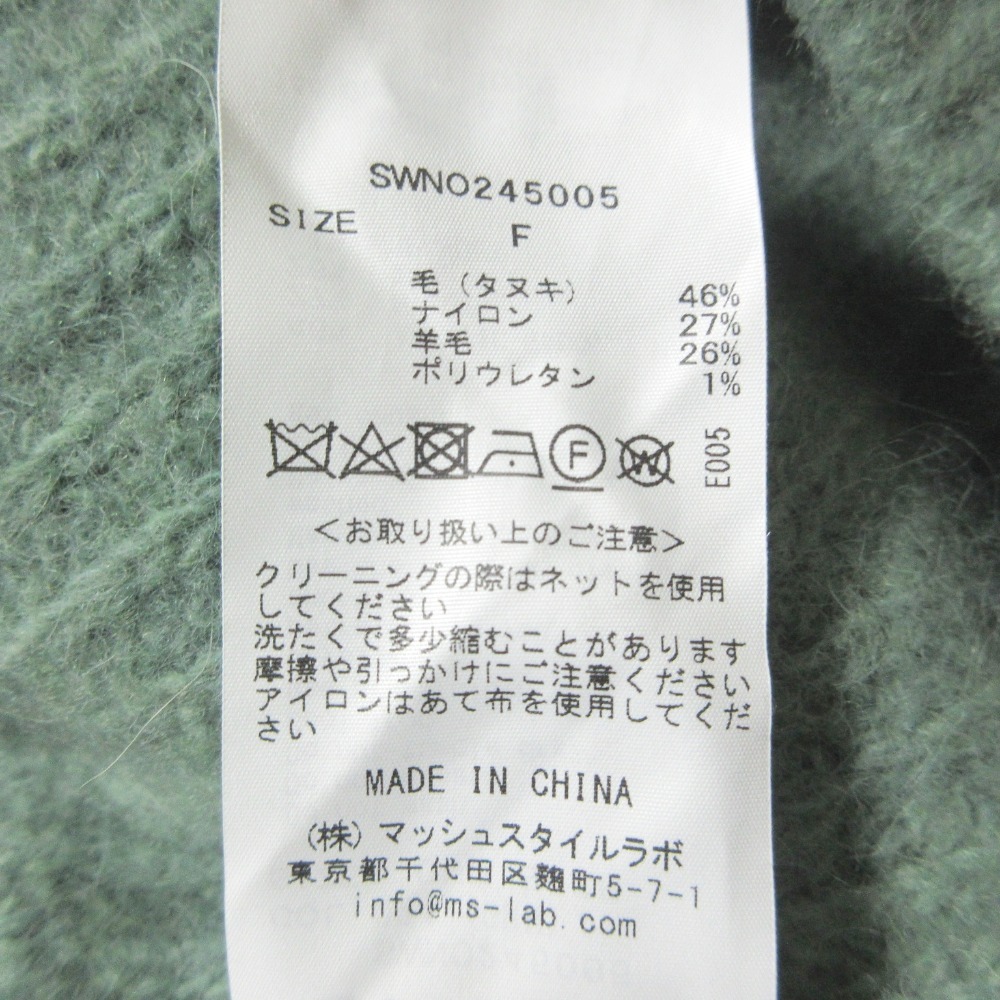 SWNO245005
SIZE F
毛（タヌキ） 46%
ナイロン 27%
羊毛 26%
ポリウレタン 1%
F W E005
＜お取り扱い上のご注意＞
クリーニングの際はネットを使用
してください
洗たくで多少縮むことがあります
摩擦や引っかけにご注意ください
アイロンはあて布を使用してくだ
さい
MADE IN CHINA
（株）マッシュスタイルラボ
東京都千代田区麹町5-7-1
info@ms-lab.com